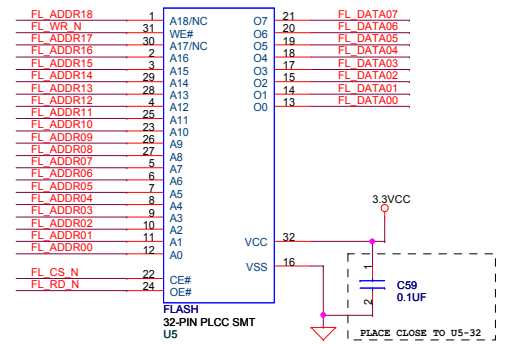 FL_ADDR18 1 A18/NC O7 21 FL_DATA07
FL_WR_N 31 WE# O6 20 FL_DATA06
FL_ADDR17 30 A17/NC O5 19 FL_DATA05
FL_ADDR16 2 A16 O4 18 FL_DATA04
FL_ADDR15 3 A15 O3 17 FL_DATA03
FL_ADDR14 29 A14 O2 15 FL_DATA02
FL_ADDR13 28 A13 O1 14 FL_DATA01
FL_ADDR12 4 A12 O0 13 FL_DATA00
FL_ADDR11 25 A11
FL_ADDR10 23 A10
FL_ADDR09 26 A9
FL_ADDR08 27 A8
FL_ADDR07 5 A7
FL_ADDR06 6 A6
FL_ADDR05 7 A5
FL_ADDR04 8 A4
FL_ADDR03 9 A3
FL_ADDR02 10 A2
FL_ADDR01 11 A1
FL_ADDR00 12 A0
3.3VCC
VCC 32
VSS 16
FL_CS_N 22 CE#
FL_RD_N 24 OE#
1
C59
0.1UF
2
FLASH
32-PIN PLCC SMT
U5
PLACE CLOSE TO U5-32